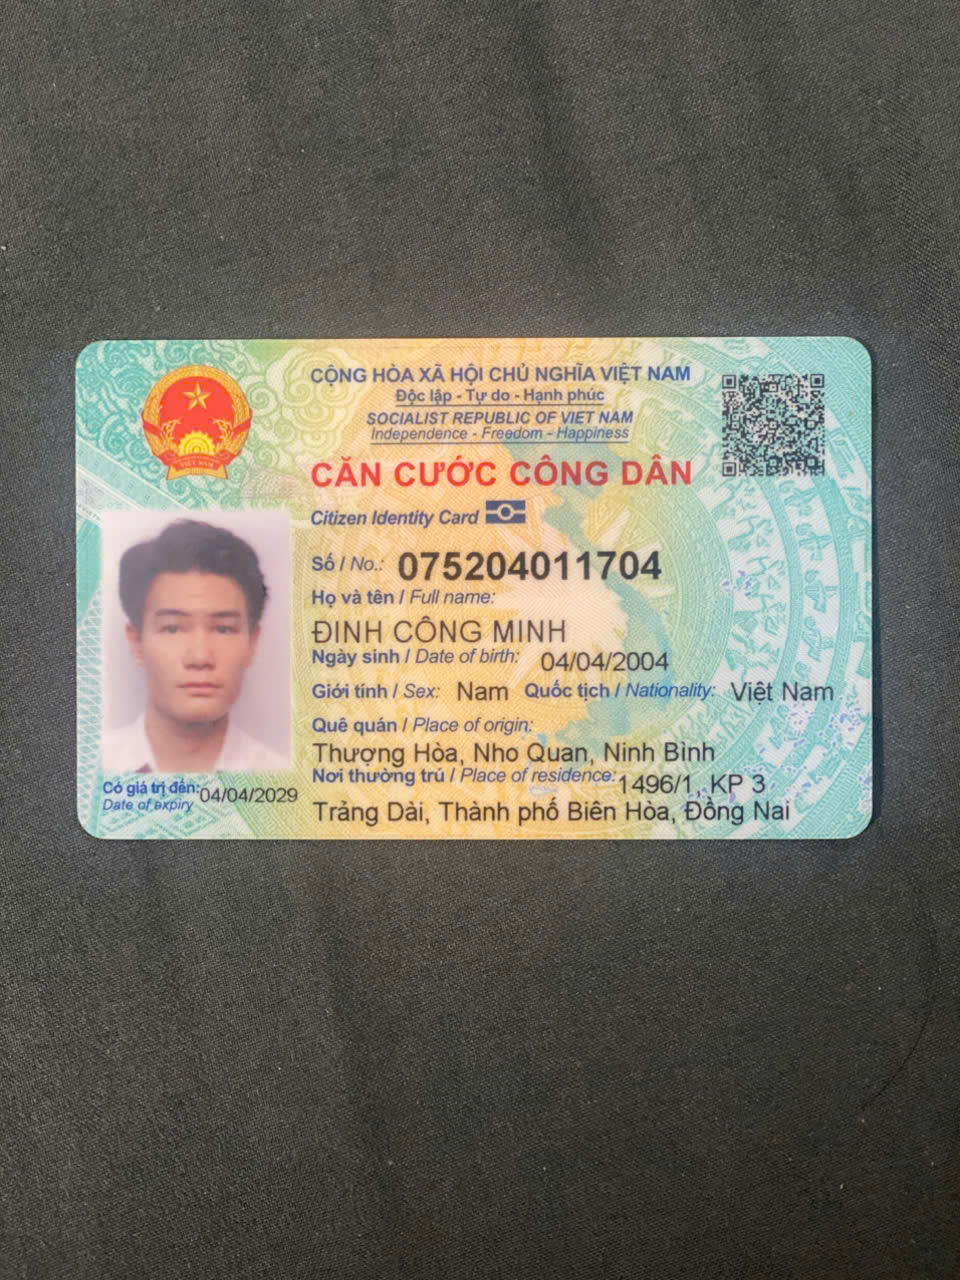 CỘNG HÒA XÃ HỘI CHỦ NGHĨA VIỆT NAM
Độc lập - Tự do - Hạnh phúc
SOCIALIST REPUBLIC OF VIET NAM
Independence - Freedom - Happiness
CĂN CƯỚC CÔNG DÂN
Citizen Identity Card
Số / No.: 075204011704
Họ và tên / Full name:
ĐINH CÔNG MINH
Ngày sinh / Date of birth: 04/04/2004
Giới tính / Sex: Nam Quốc tịch / Nationality: Việt Nam
Quê quán / Place of origin:
Thượng Hòa, Nho Quan, Ninh Bình
Nơi thường trú / Place of residence: 1496/1, KP 3
Trảng Dài, Thành phố Biên Hòa, Đồng Nai
Có giá trị đến: 04/04/2029
Date of expiry
VIỆT NAM